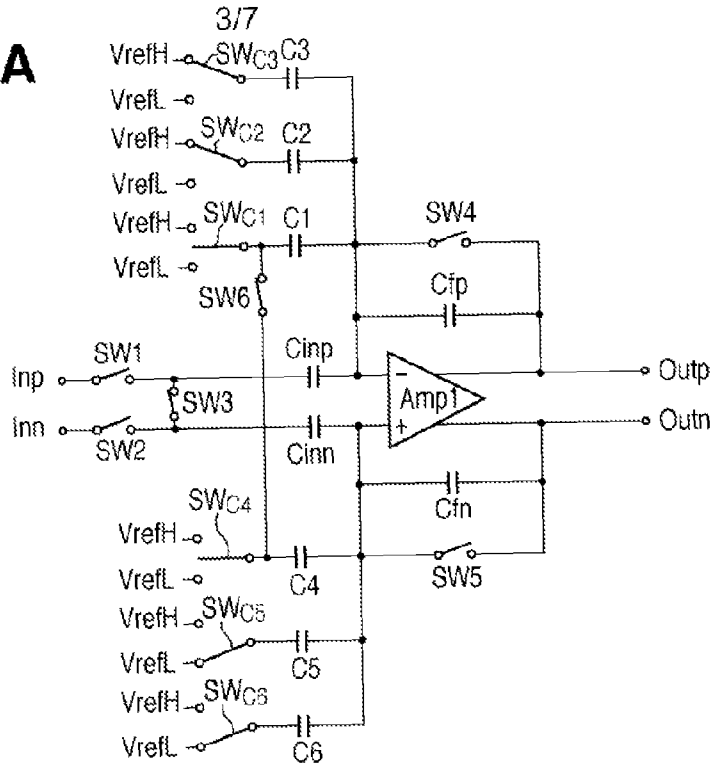 3/7
A
VrefH
SWC3
C3
VrefL
VrefH
SWC2
C2
VrefL
VrefH
SWC1
C1
VrefL
SW4
SW6
Cfp
Inp
SW1
Cinp
Outp
SW3
Amp1
Inn
SW2
Cinn
Outn
−
+
Cfn
SWC4
VrefH
VrefL
C4
SW5
VrefH
SWC5
VrefL
C5
VrefH
SWC6
VrefL
C6